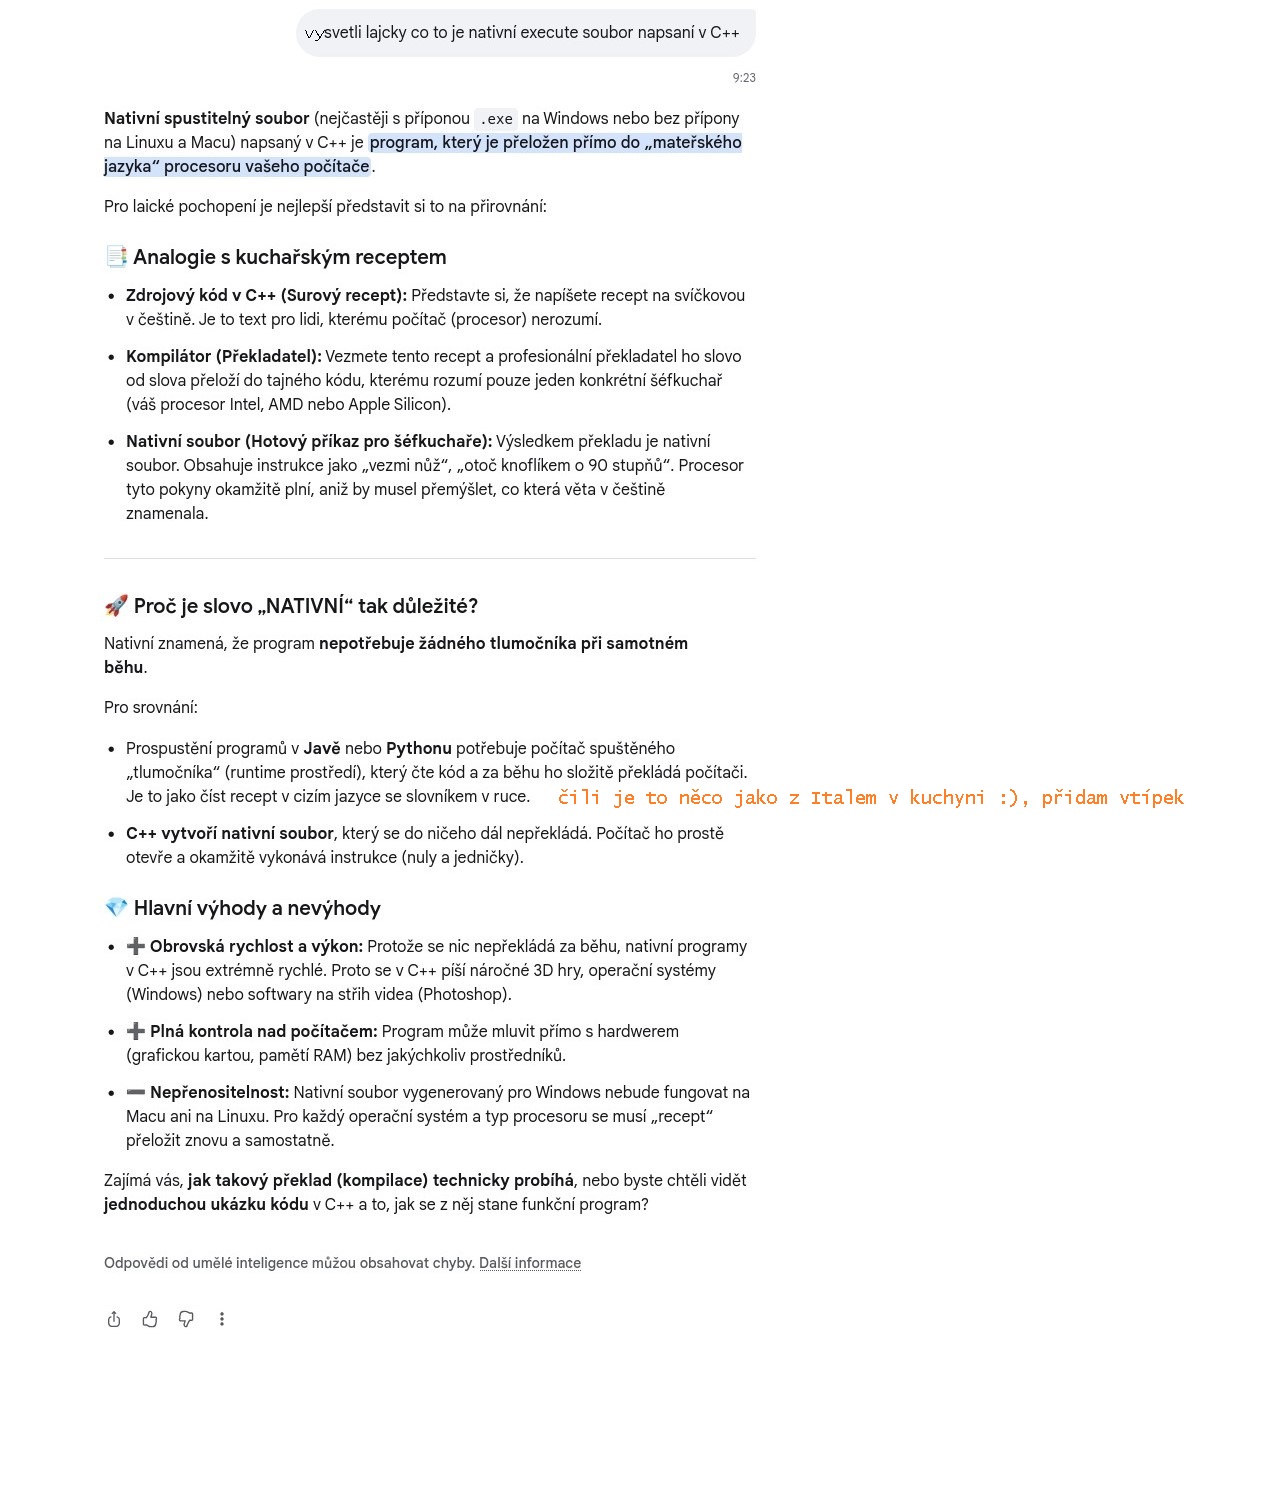 vysvetli lajcky co to je nativní execute soubor napsaní v C++
9:23
Nativní spustitelný soubor (nejčastěji s příponou .exe na Windows nebo bez přípony
na Linuxu a Macu) napsaný v C++ je program, který je přeložen přímo do „mateřského
jazyka“ procesoru vašeho počítače.
Pro laické pochopení je nejlepší představit si to na přirovnání:
📑 Analogie s kuchařským receptem
• Zdrojový kód v C++ (Surový recept): Představte si, že napíšete recept na svíčkovou
v češtině. Je to text pro lidi, kterému počítač (procesor) nerozumí.
• Kompilátor (Překladatel): Vezmete tento recept a profesionální překladatel ho slovo
od slova přeloží do tajného kódu, kterému rozumí pouze jeden konkrétní šéfkuchař
(váš procesor Intel, AMD nebo Apple Silicon).
• Nativní soubor (Hotový příkaz pro šéfkuchaře): Výsledkem překladu je nativní
soubor. Obsahuje instrukce jako „vezmi nůž“, „otoč knoflíkem o 90 stupňů“. Procesor
tyto pokyny okamžitě plní, aniž by musel přemýšlet, co která věta v češtině
znamenala.
🚀 Proč je slovo „NATIVNÍ“ tak důležité?
Nativní znamená, že program nepotřebuje žádného tlumočníka při samotném
běhu.
Pro srovnání:
• Prospustění programů v Javě nebo Pythonu potřebuje počítač spuštěného
„tlumočníka“ (runtime prostředí), který čte kód a za běhu ho složitě překládá počítači.
Je to jako číst recept v cizím jazyce se slovníkem v ruce. čili je to něco jako z Italem v kuchyni :), přidam vtípek
• C++ vytvoří nativní soubor, který se do ničeho dál nepřekládá. Počítač ho prostě
otevře a okamžitě vykonává instrukce (nuly a jedničky).
💎 Hlavní výhody a nevýhody
• ➕ Obrovská rychlost a výkon: Protože se nic nepřekládá za běhu, nativní programy
v C++ jsou extrémně rychlé. Proto se v C++ píší náročné 3D hry, operační systémy
(Windows) nebo softwary na střih videa (Photoshop).
• ➕ Plná kontrola nad počítačem: Program může mluvit přímo s hardwerem
(grafickou kartou, pamětí RAM) bez jakýchkoliv prostředníků.
• ➖ Nepřenositelnost: Nativní soubor vygenerovaný pro Windows nebude fungovat na
Macu ani na Linuxu. Pro každý operační systém a typ procesoru se musí „recept“
přeložit znovu a samostatně.
Zajímá vás, jak takový překlad (kompilace) technicky probíhá, nebo byste chtěli vidět
jednoduchou ukázku kódu v C++ a to, jak se z něj stane funkční program?
Odpovědi od umělé inteligence můžou obsahovat chyby. Další informace